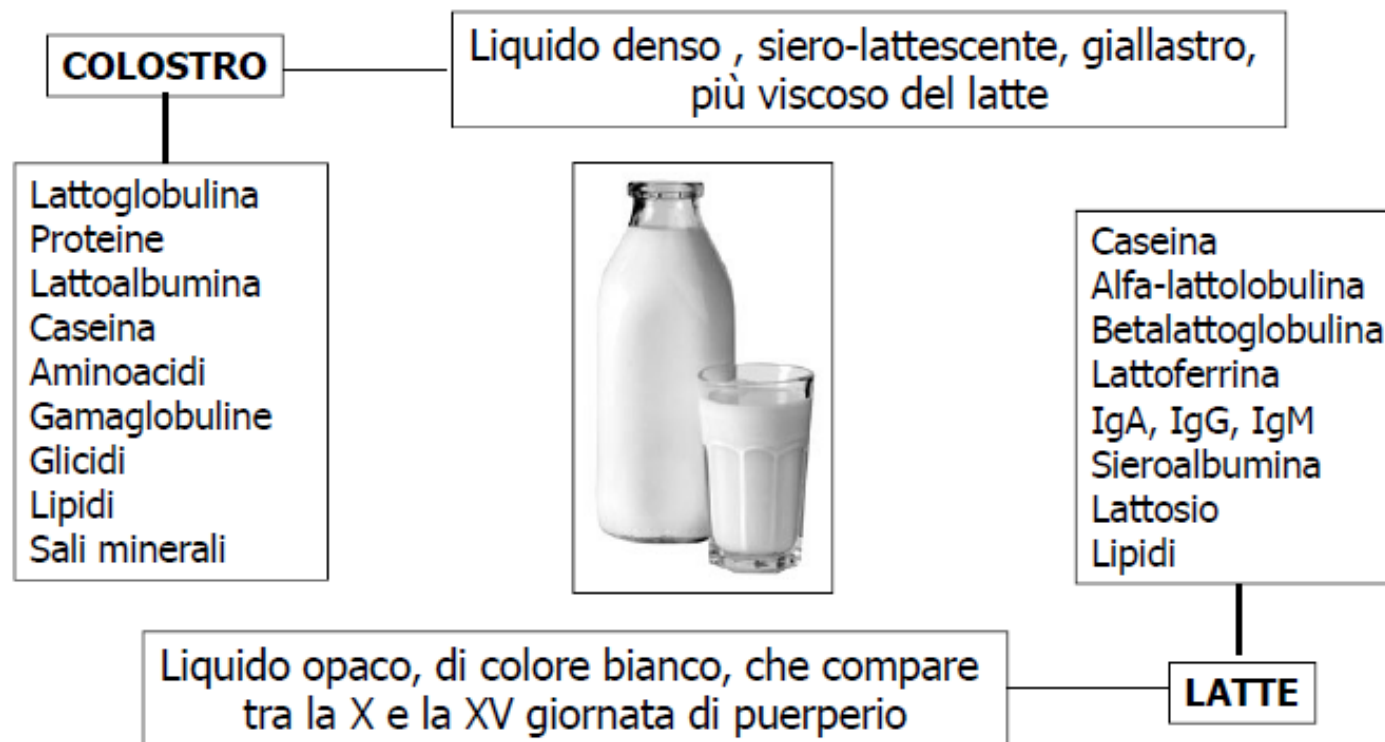 COLOSTRO
Liquido denso , siero-lattescente, giallastro,
più viscoso del latte
Lattoglobulina
Proteine
Lattoalbumina
Caseina
Aminoacidi
Gamaglobuline
Glicidi
Lipidi
Sali minerali
Caseina
Alfa-lattolobulina
Betalattoglobulina
Lattoferrina
IgA, IgG, IgM
Sieroalbumina
Lattosio
Lipidi
Liquido opaco, di colore bianco, che compare
tra la X e la XV giornata di puerperio
LATTE